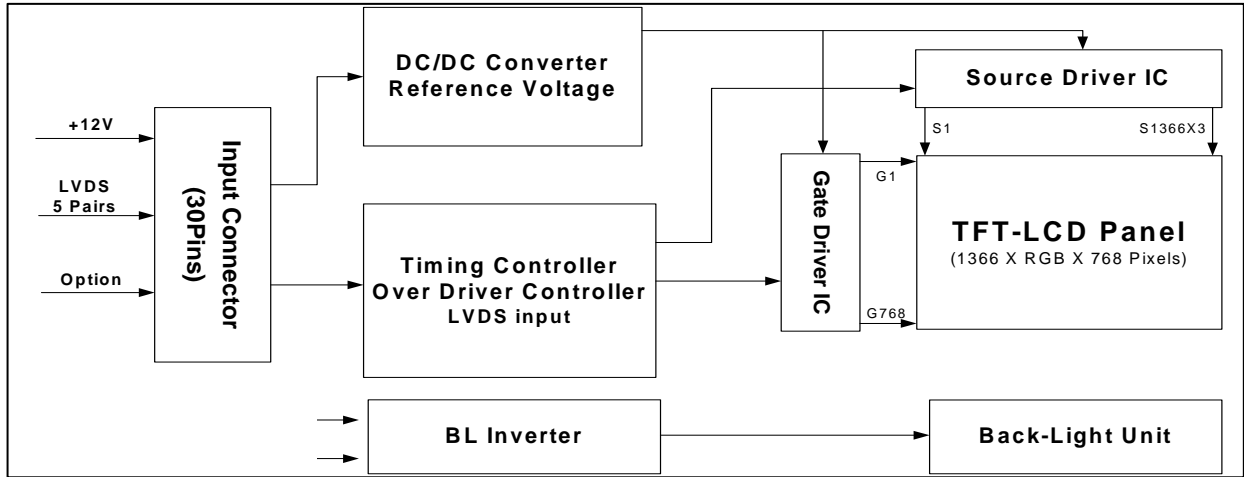 +12V
LVDS
5 Pairs
Option
Input Connector
(30Pins)
DC/DC Converter
Reference Voltage
Timing Controller
Over Driver Controller
LVDS input
BL Inverter
Gate Driver IC
Source Driver IC
S1
S1366X3
G1
G768
TFT-LCD Panel
(1366 X RGB X 768 Pixels)
Back-Light Unit